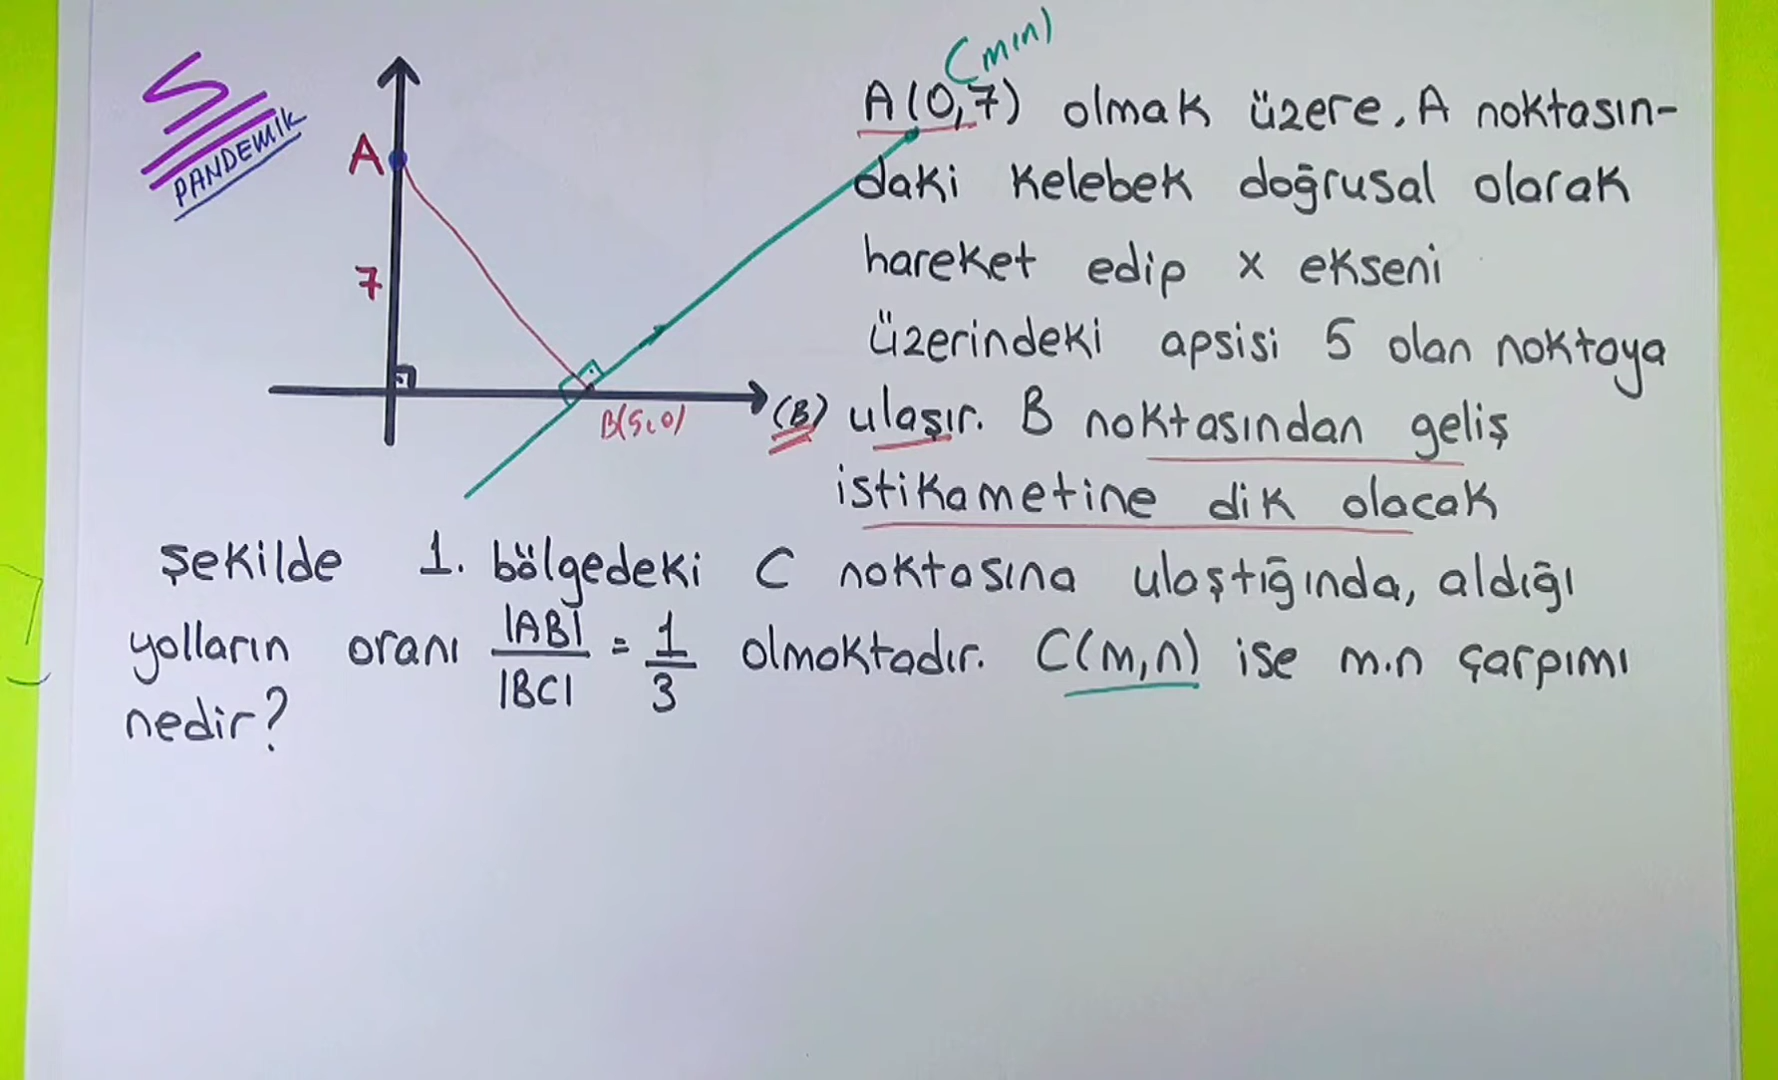 C(m,n)
A(0,7) olmak üzere, A noktasın-
PANDEMİK
A
daki kelebek doğrusal olarak
7
hareket edip x ekseni
üzerindeki apsisi 5 olan noktaya
B(5,0)
(B) ulaşır. B noktasından geliş
istikametine dik olacak
şekilde 1. bölgedeki C noktasına ulaştığında, aldığı
yolların oranı |AB|/|BC| = 1/3 olmaktadır. C(m,n) ise m.n çarpımı
nedir?